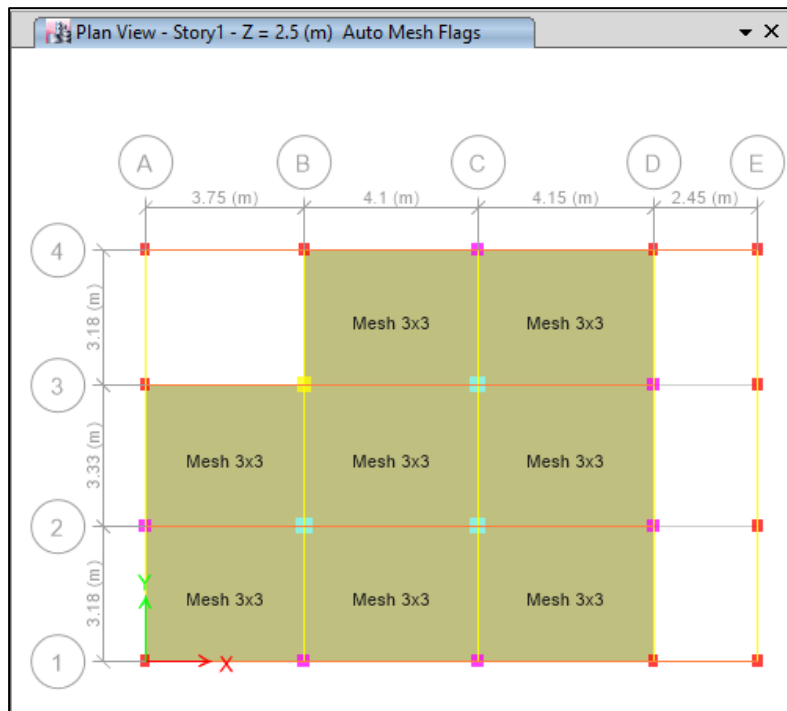 Plan View - Story1 - Z = 2.5 (m) Auto Mesh Flags
A B C D E
3.75 (m) 4.1 (m) 4.15 (m) 2.45 (m)
4
3.18 (m)
Mesh 3x3 Mesh 3x3
3
3.33 (m)
Mesh 3x3 Mesh 3x3 Mesh 3x3
2
3.18 (m)
Y
Mesh 3x3 Mesh 3x3 Mesh 3x3
1
X